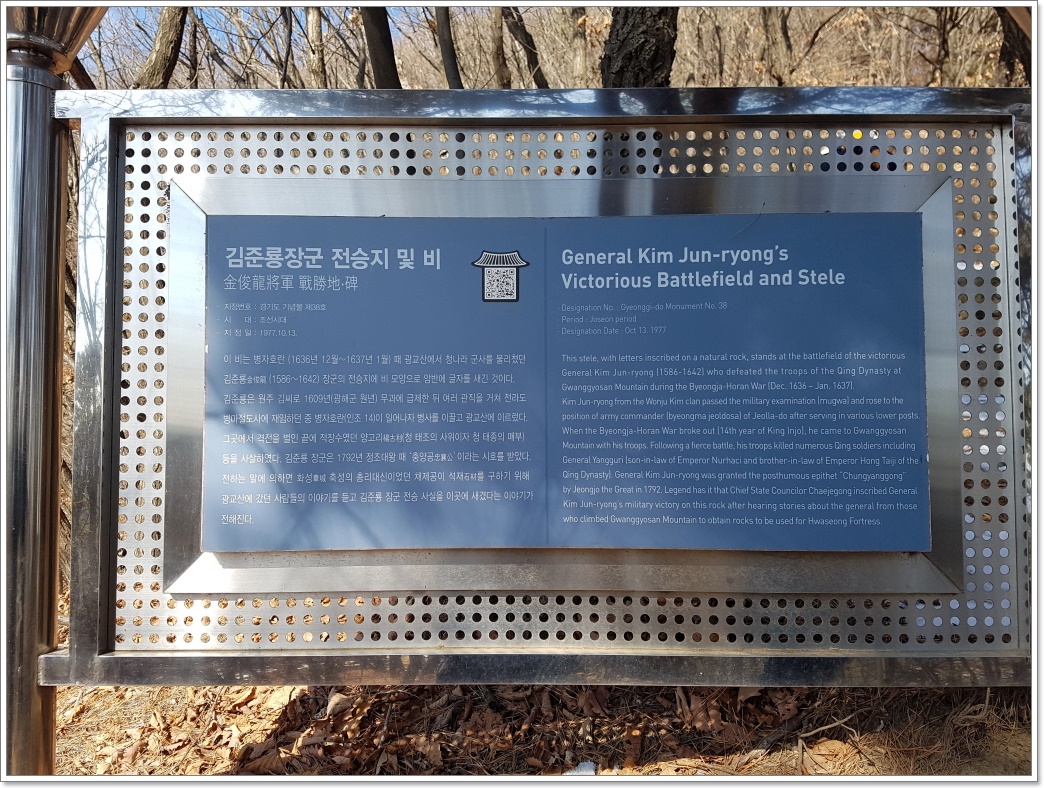 김준룡장군 전승지 및 비
金俊龍將軍 戰勝地·碑
· 지정번호 : 경기도 기념물 제38호
· 시 대 : 조선시대
· 지 정 일 : 1977.10.13.
이 비는 병자호란 (1636년 12월~1637년 1월) 때 광교산에서 청나라 군사를 물리쳤던
김준룡金俊龍 (1586~1642) 장군의 전승지에 비 모양으로 암반에 글자를 새긴 것이다.
김준룡은 원주 김씨로 1609년(광해군 원년) 무과에 급제한 뒤 여러 관직을 거쳐 전라도
병마절도사에 재임하던 중 병자호란(인조 14)이 일어나자 병사를 이끌고 광교산에 이르렀다.
그곳에서 격전을 벌인 끝에 적장수였던 양고리楊古利(청 태조의 사위이자 청 태종의 매부)
등을 사살하였다. 김준룡 장군은 1792년 정조대왕 때 '충양공忠襄公'이라는 시호를 받았다.
전하는 말에 의하면 화성華城 축성의 총리대신이었던 채제공이 석재石材를 구하기 위해
광교산에 갔던 사람들의 이야기를 듣고 김준룡 장군 전승 사실을 이곳에 새겼다는 이야기가
전해진다.
General Kim Jun-ryong's
Victorious Battlefield and Stele
Designation No. : Gyeonggi-do Monument No. 38
Period : Joseon period
Designation Date : Oct 13. 1977
This stele, with letters inscribed on a natural rock, stands at the battlefield of the victorious
General Kim Jun-ryong (1586-1642) who defeated the troops of the Qing Dynasty at
Gwanggyosan Mountain during the Byeongja-Horan War (Dec. 1636 – Jan. 1637).
Kim Jun-ryong from the Wonju Kim clan passed the military examination (mugwa) and rose to the
position of army commander (byeongma jeoldosa) of Jeolla-do after serving in various lower posts.
When the Byeongja-Horan War broke out (14th year of King Injo), he came to Gwanggyosan
Mountain with his troops. Following a fierce battle, his troops killed numerous Qing soldiers including
General Yangguri (son-in-law of Emperor Nurhaci and brother-in-law of Emperor Hong Taiji of the
Qing Dynasty). General Kim Jun-ryong was granted the posthumous epithet "Chungyanggong"
by Jeongjo the Great in 1792. Legend has it that Chief State Councilor Chaejegong inscribed General
Kim Jun-ryong's military victory on this rock after hearing stories about the general from those
who climbed Gwanggyosan Mountain to obtain rocks to be used for Hwaseong Fortress.